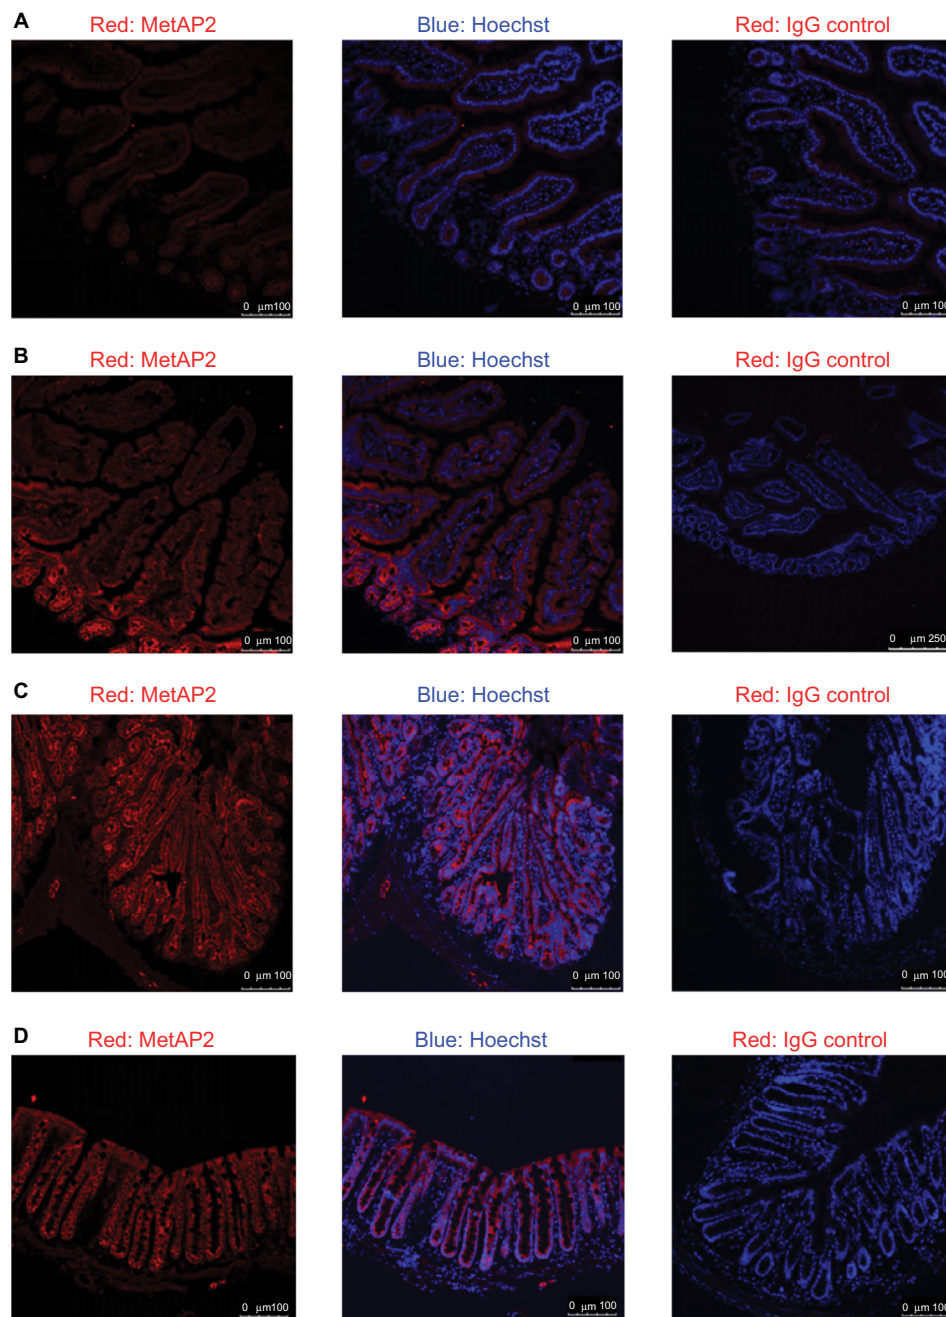 A
Red: MetAP2 Blue: Hoechst Red: IgG control
0 μm100 0 μm 100 0 μm 100
B
Red: MetAP2 Blue: Hoechst Red: IgG control
0 μm 100 0 μm 100 0 μm 250
C
Red: MetAP2 Blue: Hoechst Red: IgG control
0 μm 100 0 μm 100 0 μm 100
D
Red: MetAP2 Blue: Hoechst Red: IgG control
0 μm100 0 μm 100 0 μm 100